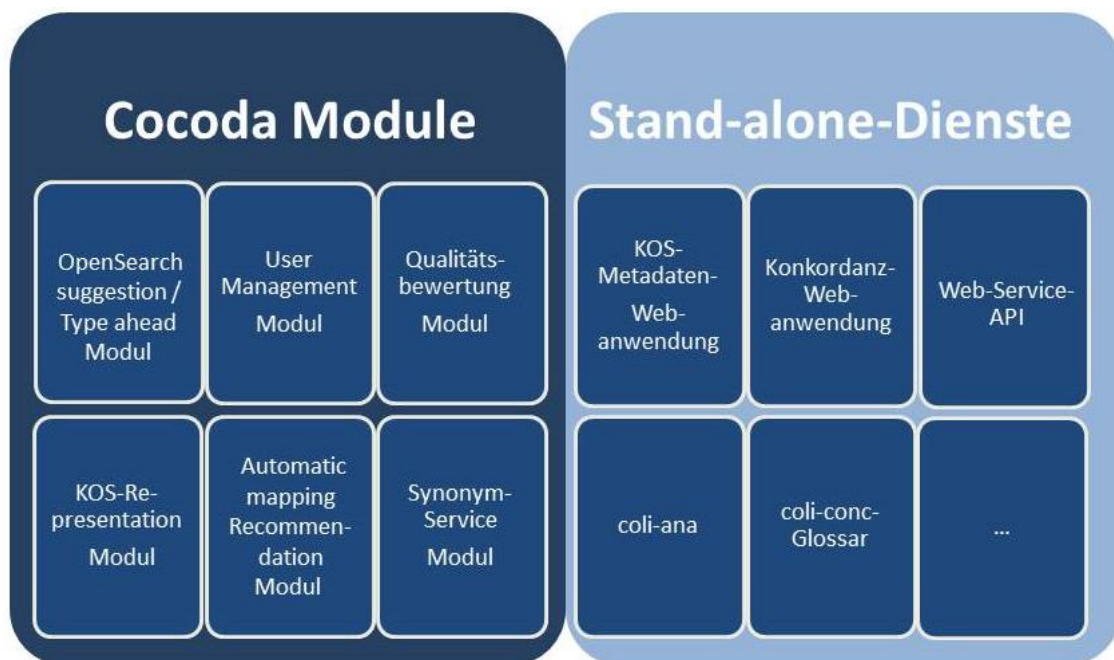 Cocoda Module
OpenSearch
suggestion /
Type ahead
Modul
User
Management
Modul
Qualitäts-
bewertung
Modul
KOS-Re-
presentation
Modul
Automatic
mapping
Recommen-
dation
Modul
Synonym-
Service
Modul
Stand-alone-Dienste
KOS-
Metadaten-
Web-
anwendung
Konkordanz-
Web-
anwendung
Web-Service-
API
coli-ana
coli-conc-
Glossar
...